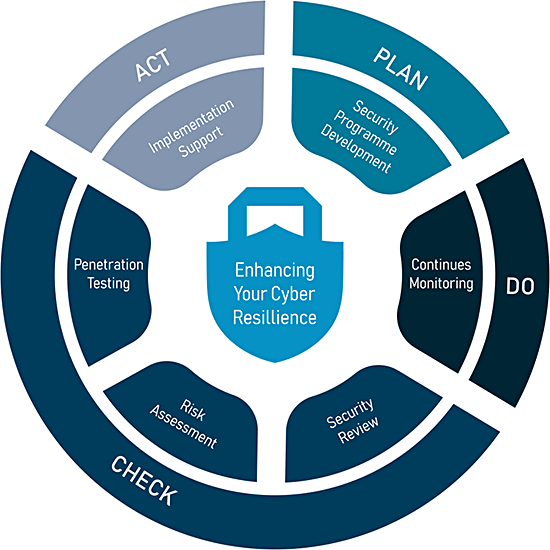 ACT
PLAN
Implementation
Support
Security
Programme
Development
Penetration
Testing
Enhancing
Your Cyber
Resillience
Continues
Monitoring
DO
Risk
Assessment
Security
Review
CHECK